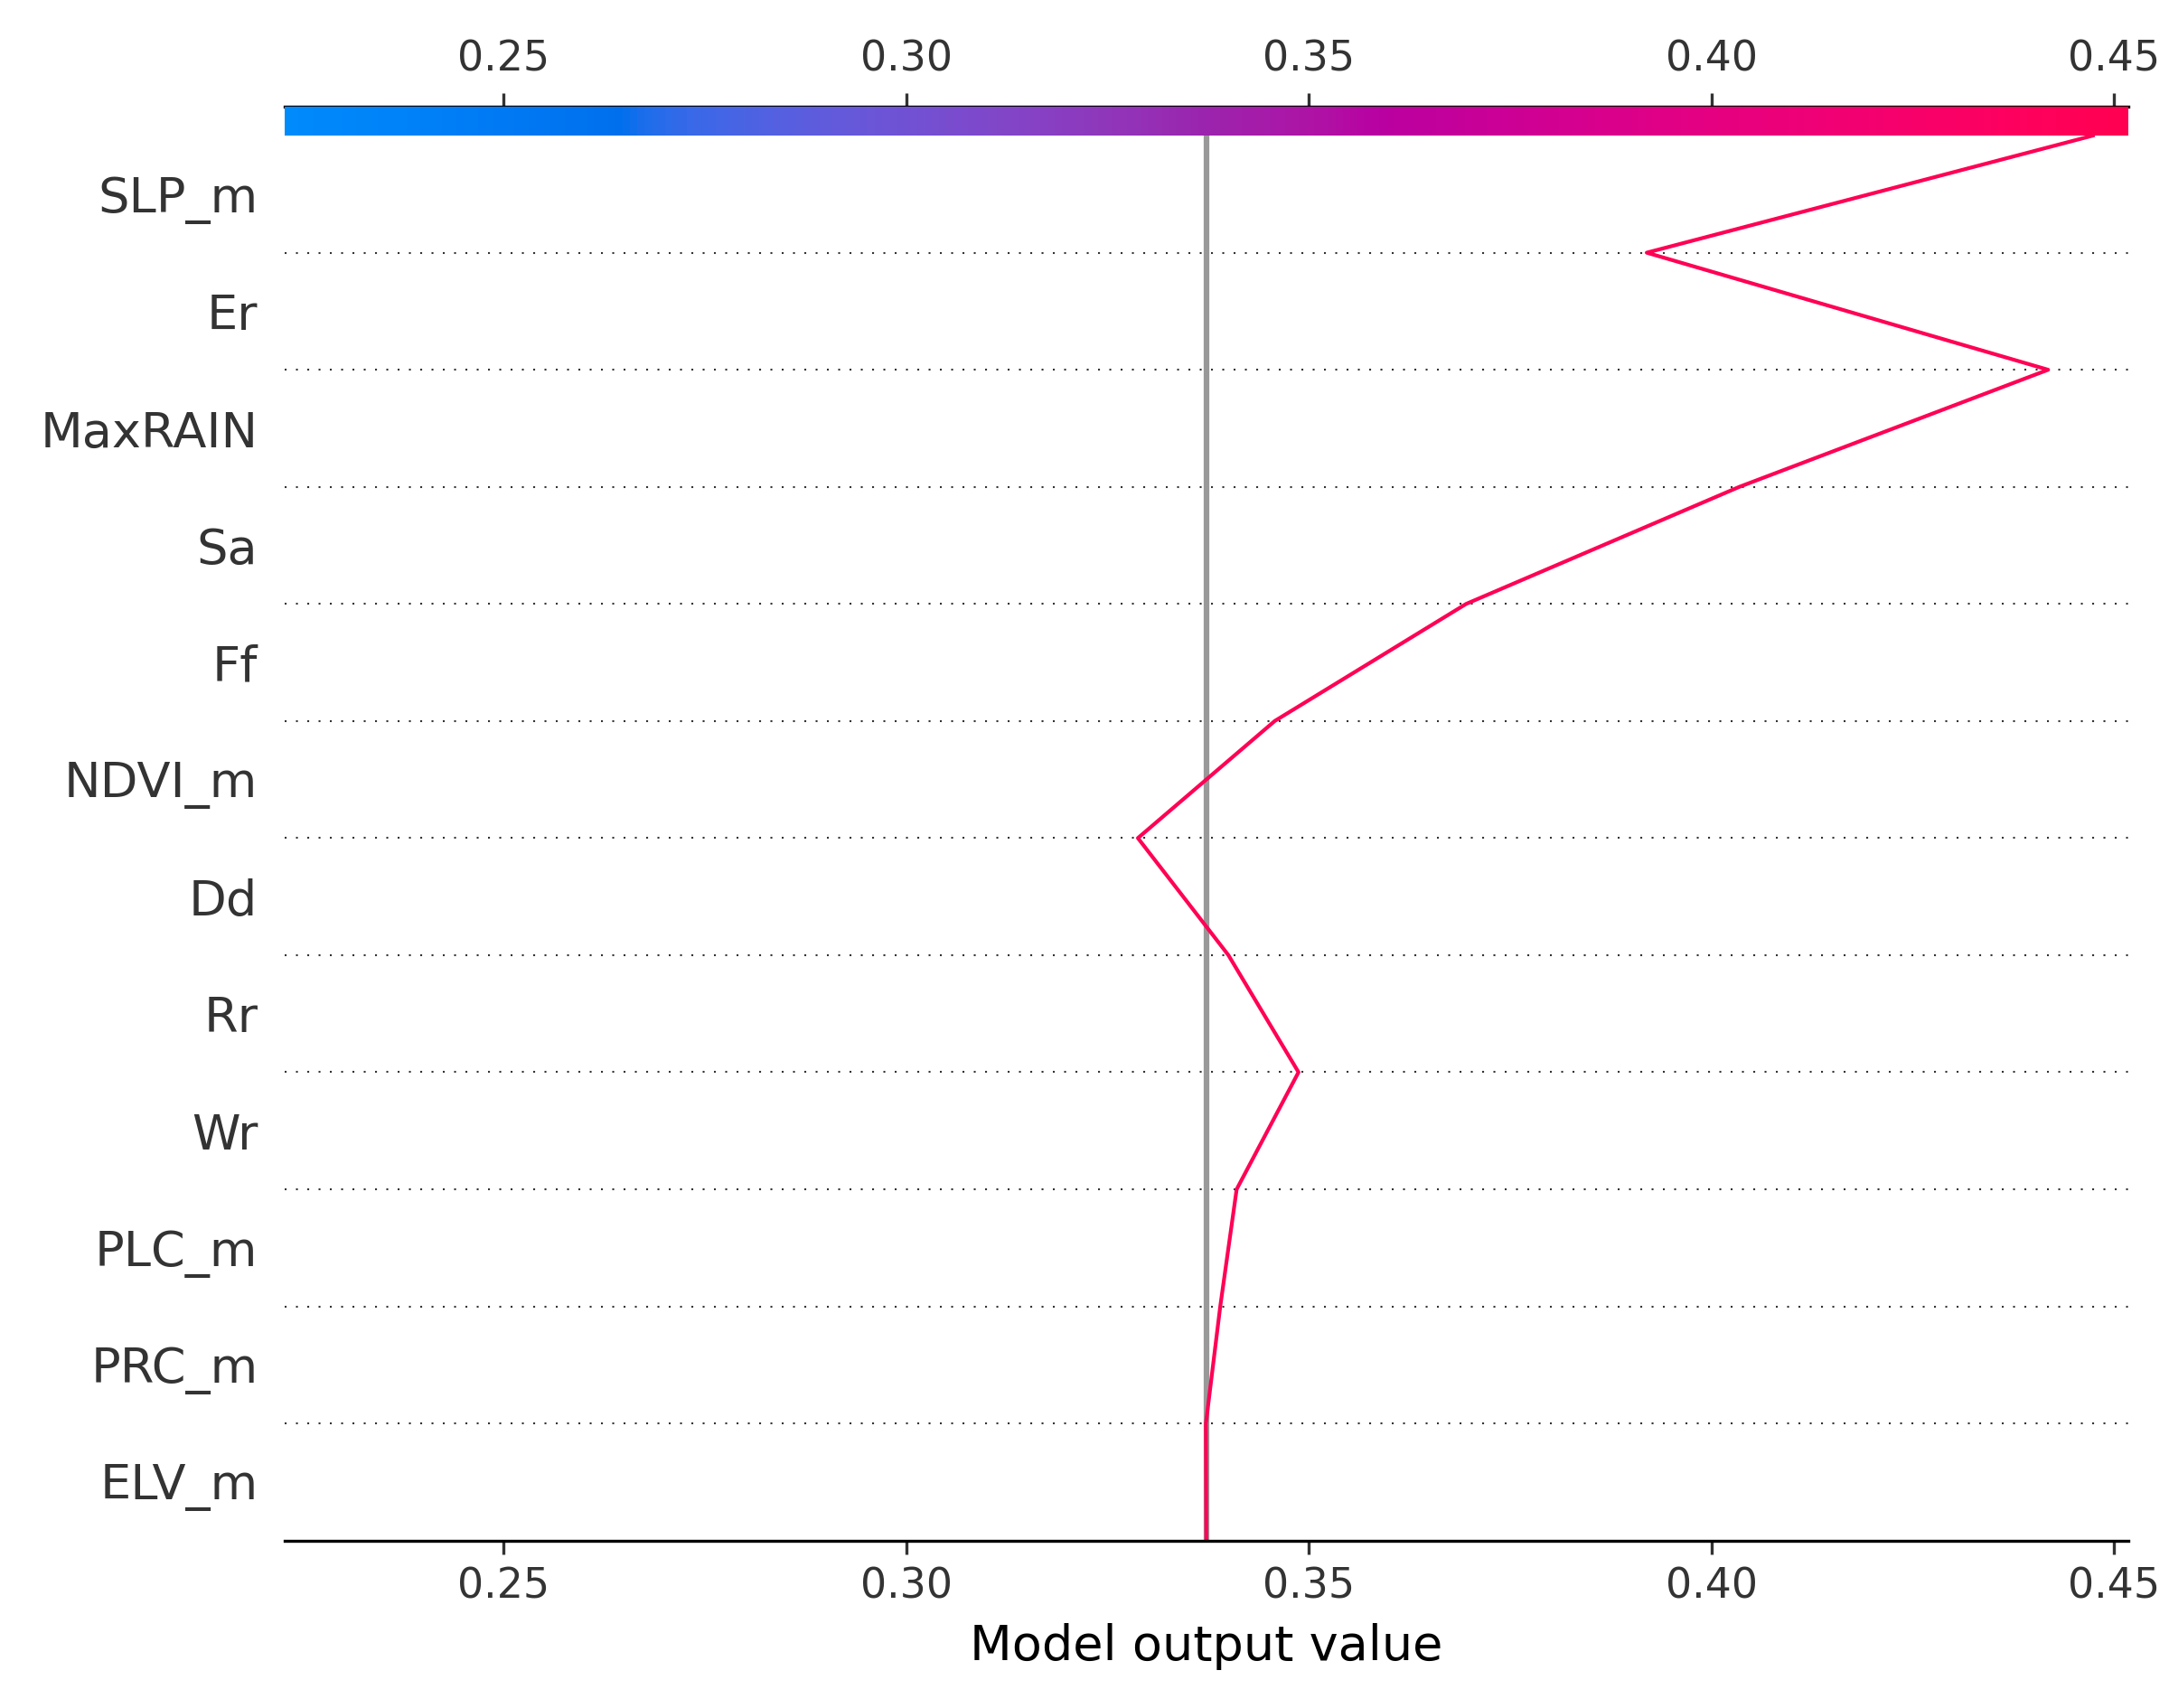 0.25 0.30 0.35 0.40 0.45
SLP_m
Er
MaxRAIN
Sa
Ff
NDVI_m
Dd
Rr
Wr
PLC_m
PRC_m
ELV_m
0.25 0.30 0.35 0.40 0.45
Model output value